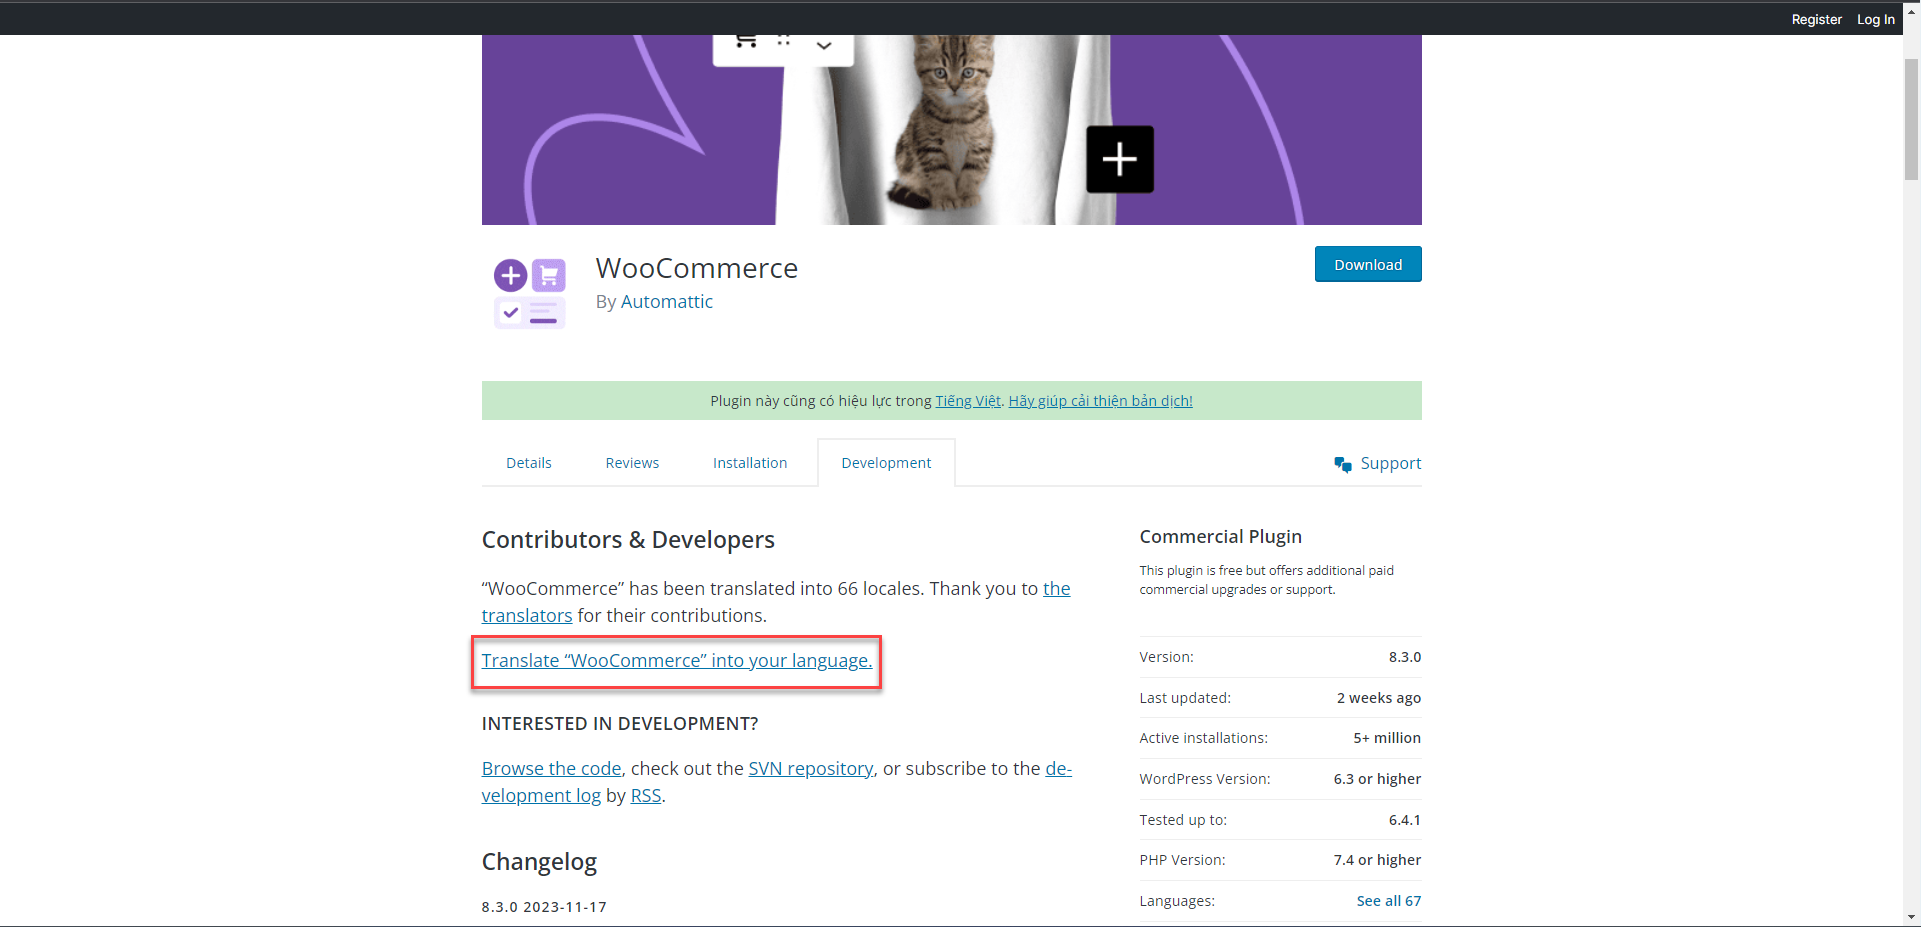 Register Log In
WooCommerce
By Automattic
Download
Plugin này cũng có hiệu lực trong Tiếng Việt. Hãy giúp cải thiện bản dịch!
Details Reviews Installation Development Support
Contributors & Developers
“WooCommerce” has been translated into 66 locales. Thank you to the
translators for their contributions.
Translate “WooCommerce” into your language.
INTERESTED IN DEVELOPMENT?
Browse the code, check out the SVN repository, or subscribe to the de-
velopment log by RSS.
Changelog
8.3.0 2023-11-17
Commercial Plugin
This plugin is free but offers additional paid
commercial upgrades or support.
Version: 8.3.0
Last updated: 2 weeks ago
Active installations: 5+ million
WordPress Version: 6.3 or higher
Tested up to: 6.4.1
PHP Version: 7.4 or higher
Languages: See all 67